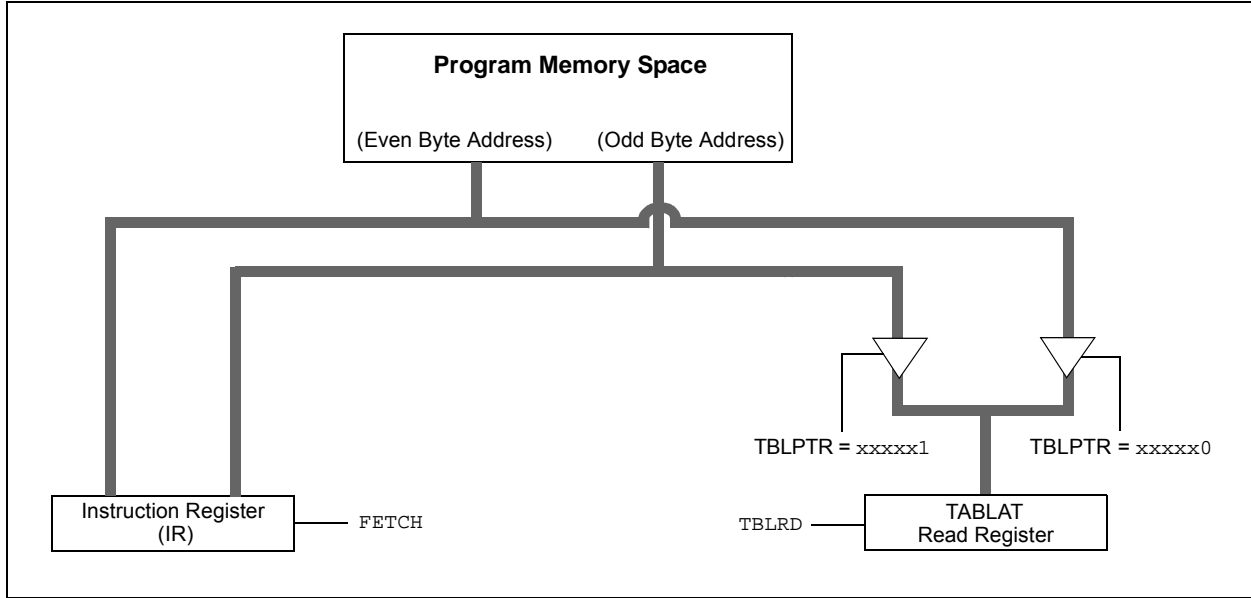 Program Memory Space
(Even Byte Address) (Odd Byte Address)
TBLPTR = xxxxx1
TBLPTR = xxxxx0
Instruction Register
(IR)
FETCH
TBLRD
TABLAT
Read Register